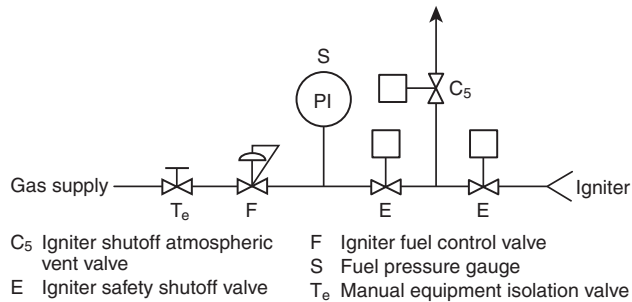 S
PI
C5
Gas supply
Igniter
Te
F
E
E
C5 Igniter shutoff atmospheric
vent valve
E Igniter safety shutoff valve
F Igniter fuel control valve
S Fuel pressure gauge
Te Manual equipment isolation valve